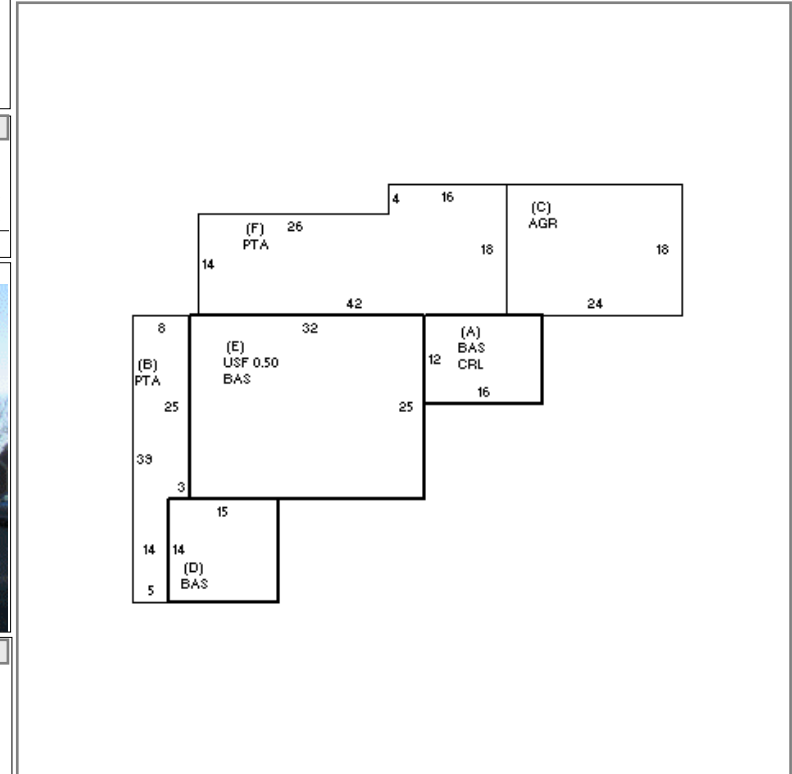 4 16
(C)
AGR
(F) 26
PTA
18 18
14
42 24
8 32
(A)
BAS
CRL
(E)
USF 0.50
BAS
12
(B)
PTA
16
25 25
39
3
15
14 14
(D)
BAS
5